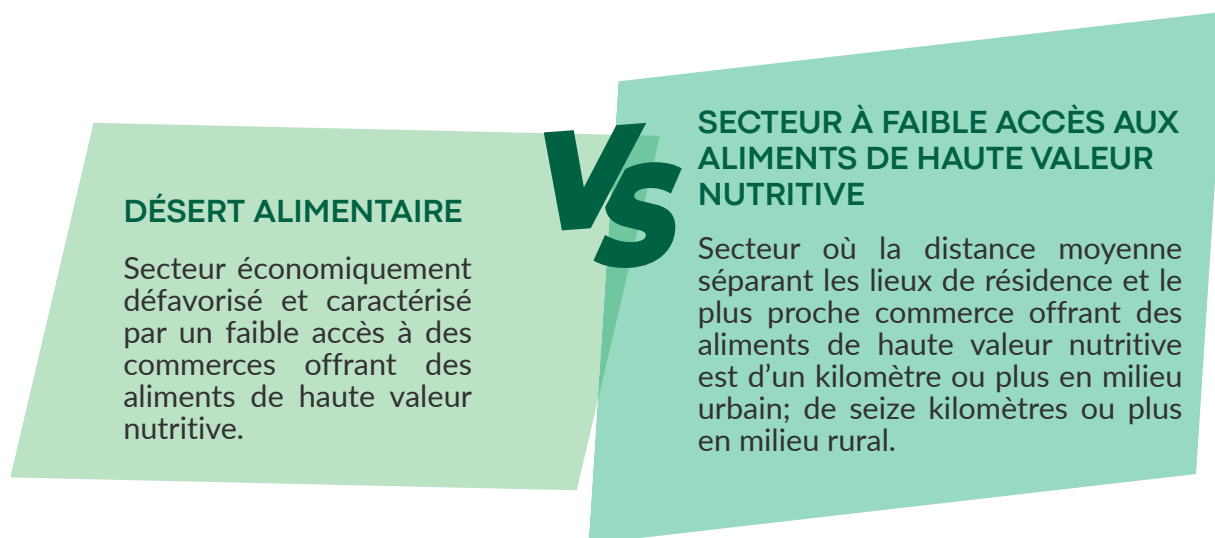 DÉSERT ALIMENTAIRE
Secteur économiquement
défavorisé et caractérisé
par un faible accès à des
commerces offrant des
aliments de haute valeur
nutritive.
VS
SECTEUR À FAIBLE ACCÈS AUX
ALIMENTS DE HAUTE VALEUR
NUTRITIVE
Secteur où la distance moyenne
séparant les lieux de résidence et le
plus proche commerce offrant des
aliments de haute valeur nutritive
est d’un kilomètre ou plus en milieu
urbain; de seize kilomètres ou plus
en milieu rural.